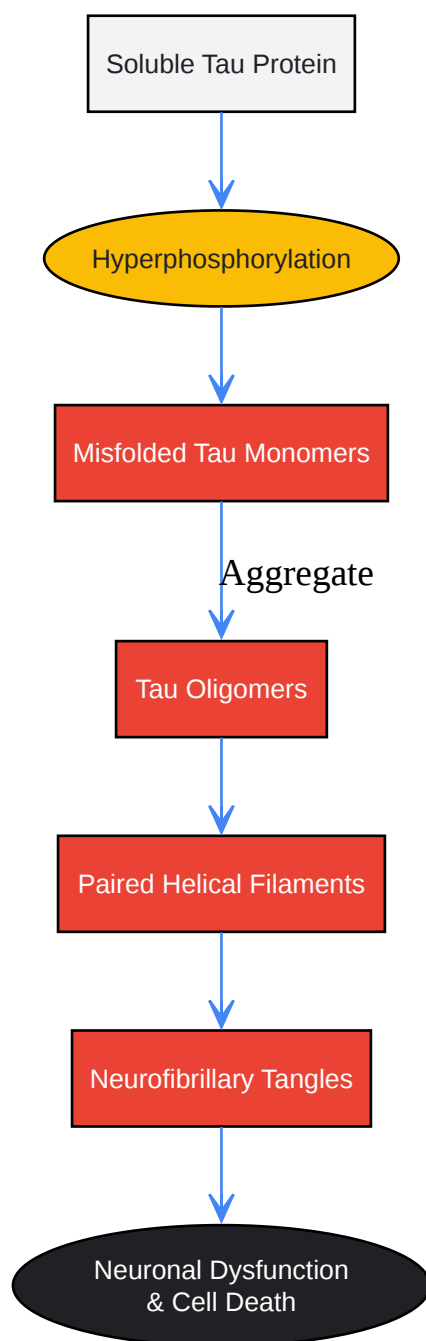 Soluble Tau Protein
Hyperphosphorylation
Misfolded Tau Monomers
Aggregate
Tau Oligomers
Paired Helical Filaments
Neurofibrillary Tangles
Neuronal Dysfunction
& Cell Death